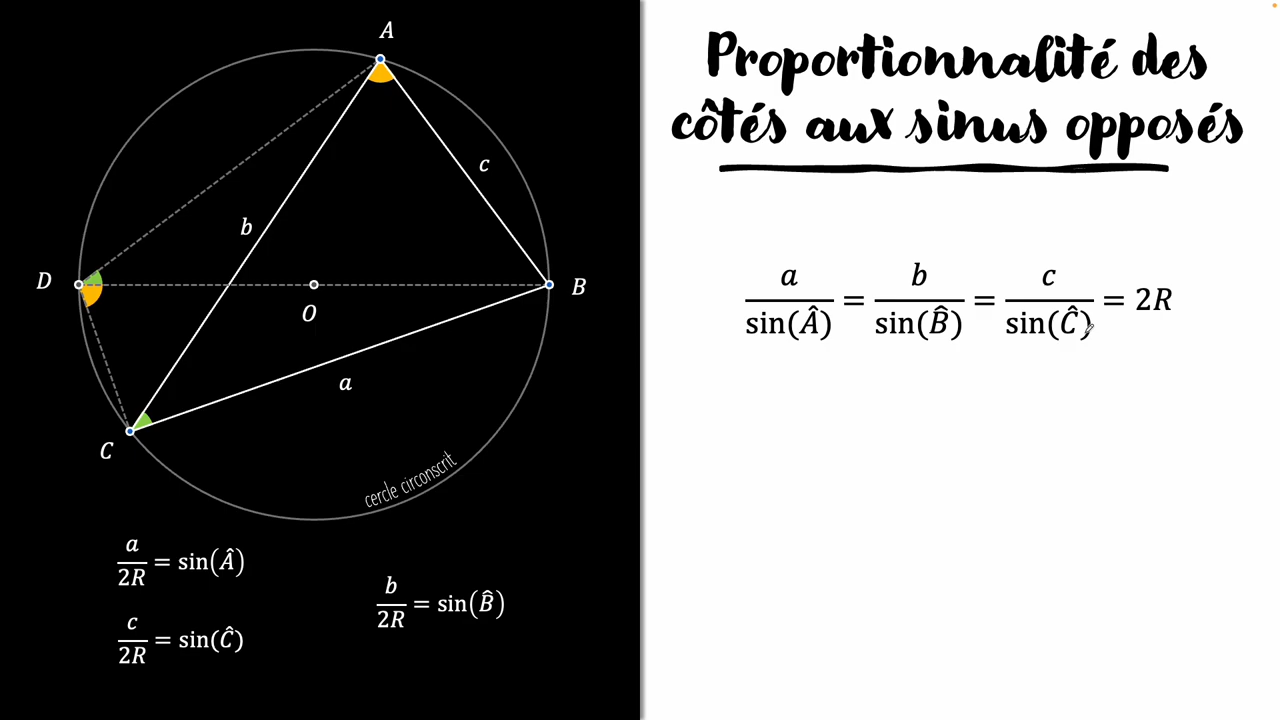 A
c
b
D
O
B
a
C
cercle circonscrit
a/2R = sin(Â)
c/2R = sin(Ĉ)
b/2R = sin(B̂)
Proportionnalité des
côtés aux sinus opposés
a/sin(Â) = b/sin(B̂) = c/sin(Ĉ) = 2R